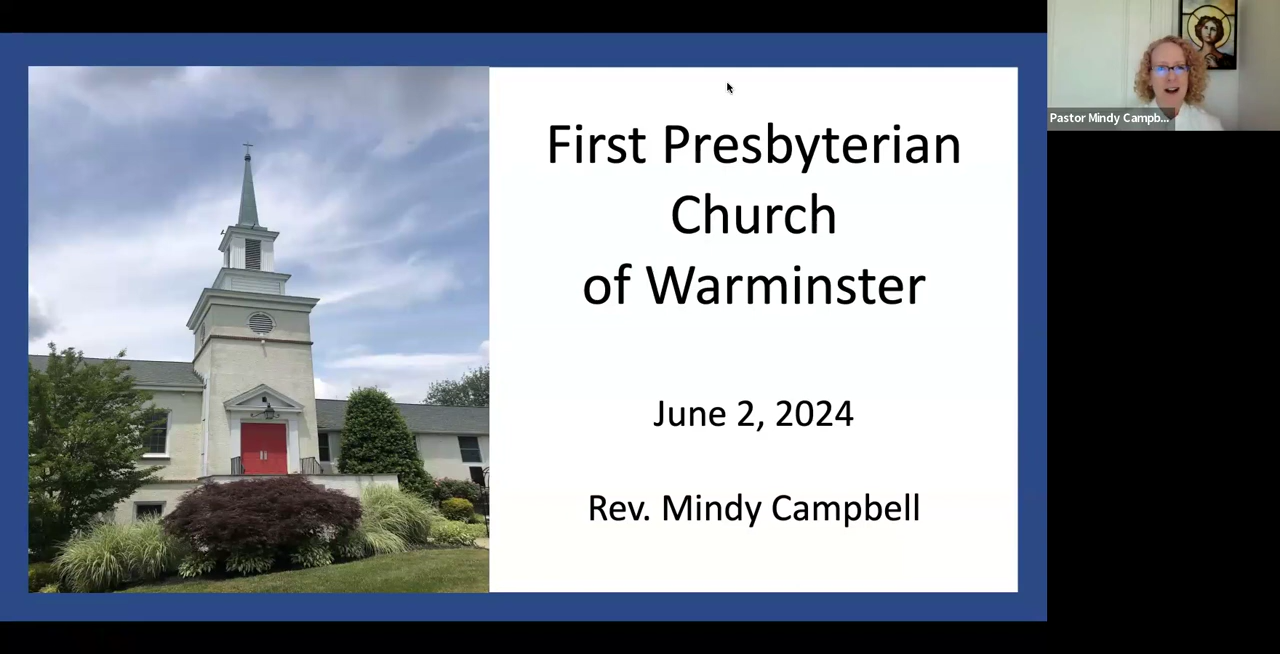 First Presbyterian
Church
of Warminster
June 2, 2024
Rev. Mindy Campbell
Pastor Mindy Campb...